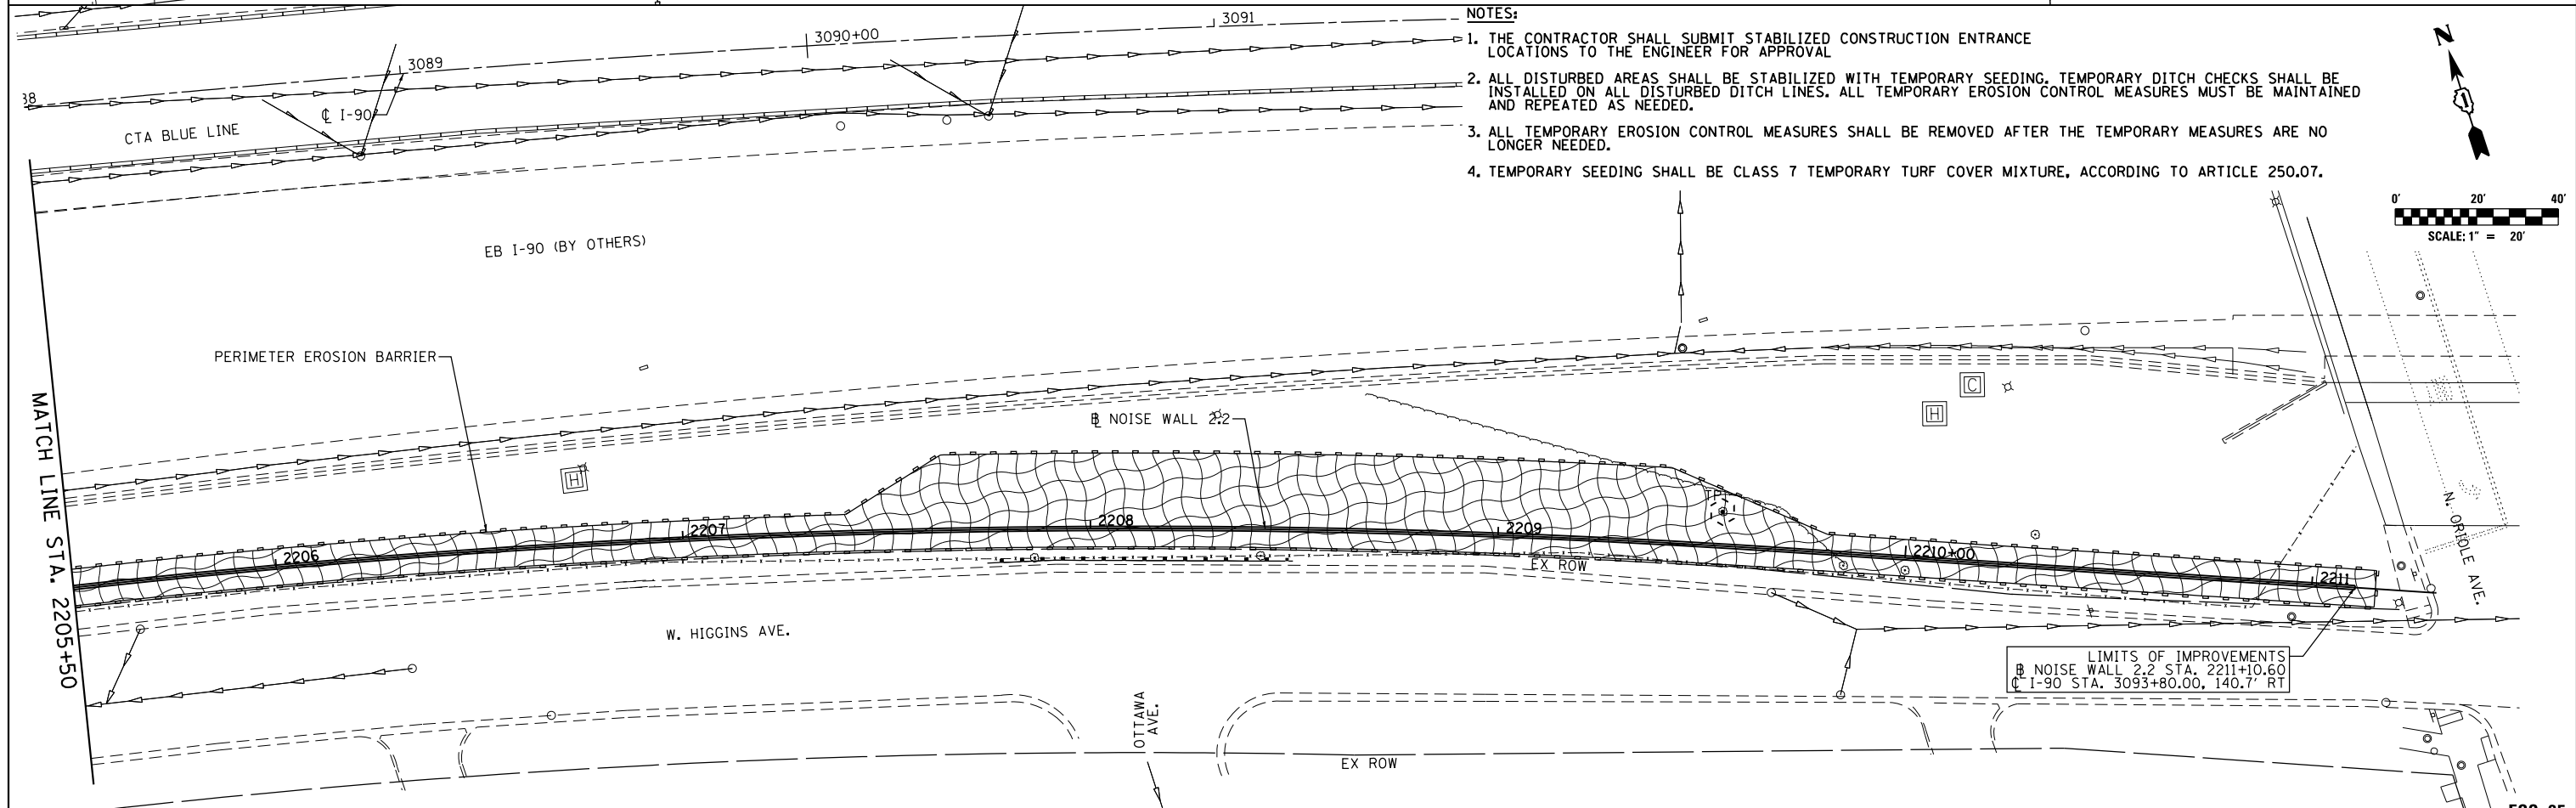 3091
3090+00
3089
38
℄ I-90
CTA BLUE LINE
NOTES:
1. THE CONTRACTOR SHALL SUBMIT STABILIZED CONSTRUCTION ENTRANCE
LOCATIONS TO THE ENGINEER FOR APPROVAL
2. ALL DISTURBED AREAS SHALL BE STABILIZED WITH TEMPORARY SEEDING. TEMPORARY DITCH CHECKS SHALL BE
INSTALLED ON ALL DISTURBED DITCH LINES. ALL TEMPORARY EROSION CONTROL MEASURES MUST BE MAINTAINED
AND REPEATED AS NEEDED.
3. ALL TEMPORARY EROSION CONTROL MEASURES SHALL BE REMOVED AFTER THE TEMPORARY MEASURES ARE NO
LONGER NEEDED.
4. TEMPORARY SEEDING SHALL BE CLASS 7 TEMPORARY TURF COVER MIXTURE, ACCORDING TO ARTICLE 250.07.
N
1
0' 20' 40'
SCALE: 1" = 20'
EB I-90 (BY OTHERS)
PERIMETER EROSION BARRIER
MATCH LINE STA. 2205+50
H
C
H
B NOISE WALL 2.2
TP
2206
2207
2208
2209
2210+00
2211
EX ROW
N. ORIOLE AVE.
W. HIGGINS AVE.
LIMITS OF IMPROVEMENTS
B NOISE WALL 2.2 STA. 2211+10.60
℄ I-90 STA. 3093+80.00, 140.7' RT
OTTAWA
AVE.
EX ROW